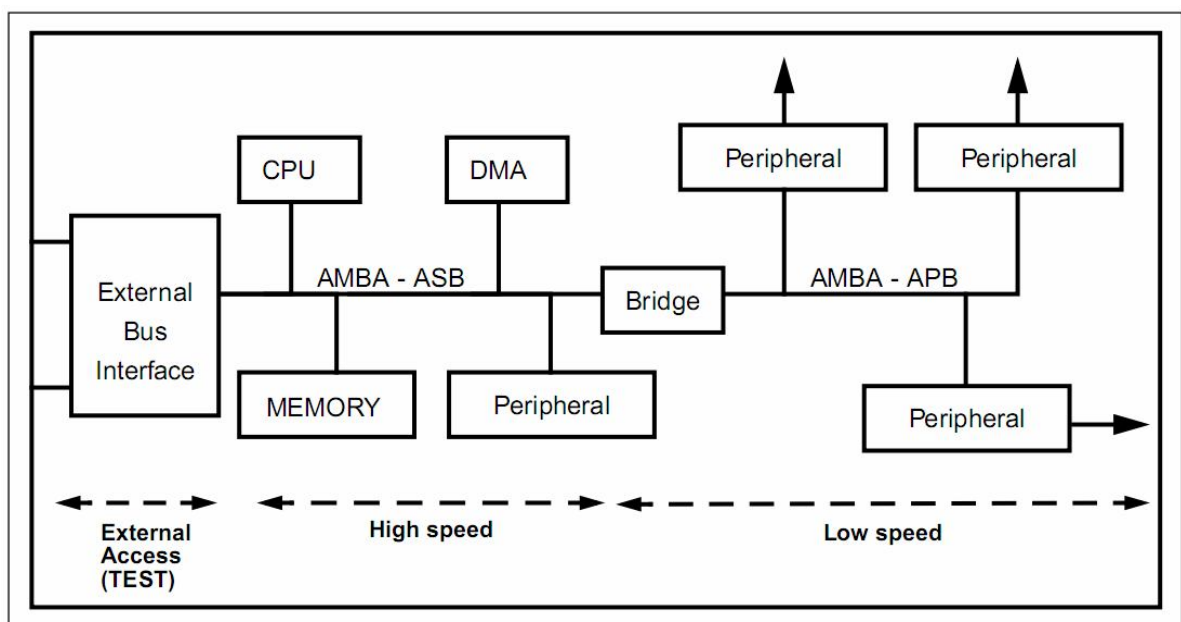 Peripheral
Peripheral
CPU
DMA
External
Bus
Interface
AMBA - ASB
Bridge
AMBA - APB
MEMORY
Peripheral
Peripheral
External
Access
(TEST)
High speed
Low speed